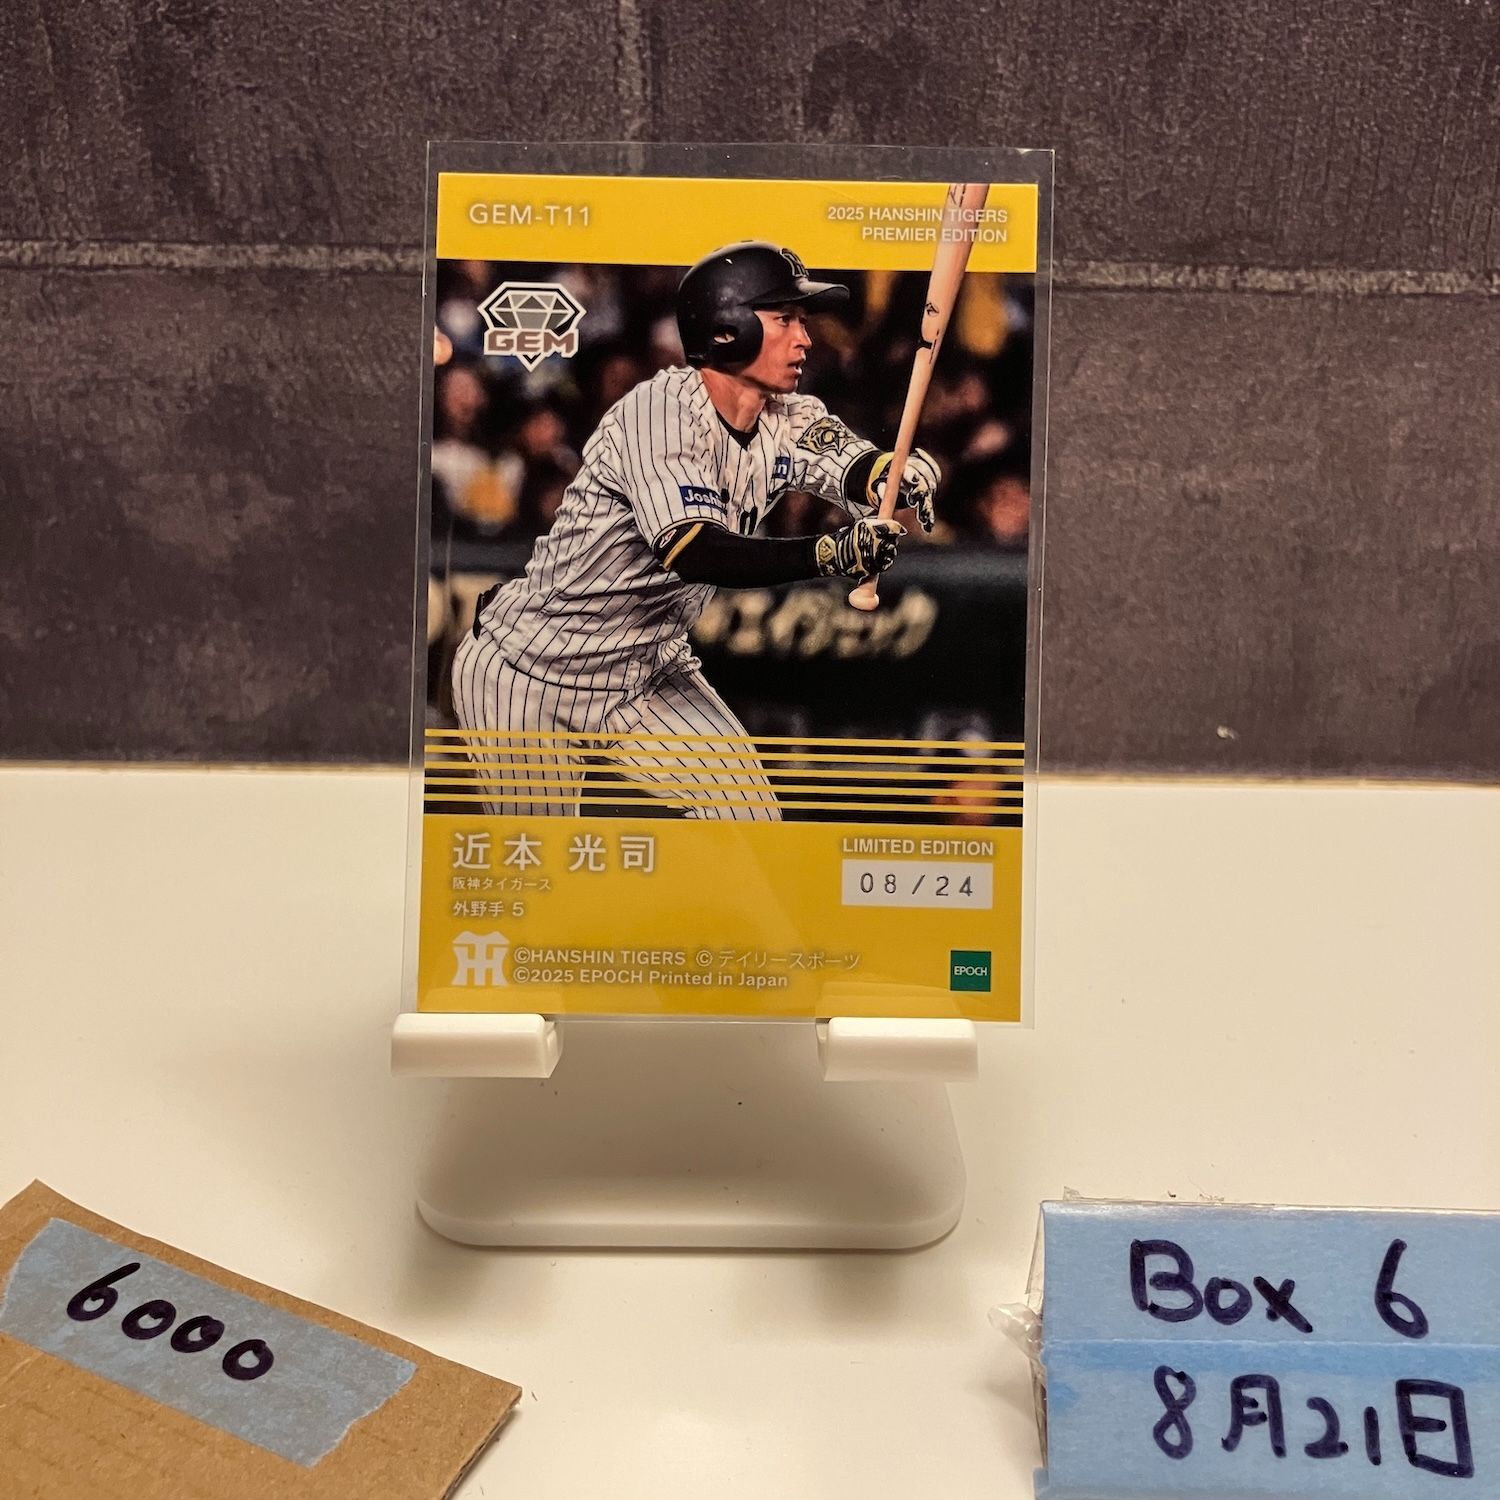 GEM-T11
2025 HANSHIN TIGERS
PREMIER EDITION
GEM
近本 光司
阪神タイガース
外野手 5
LIMITED EDITION
08/24
©HANSHIN TIGERS © デイリースポーツ
©2025 EPOCH Printed in Japan
EPOCH
6000
Box 6
8月21日